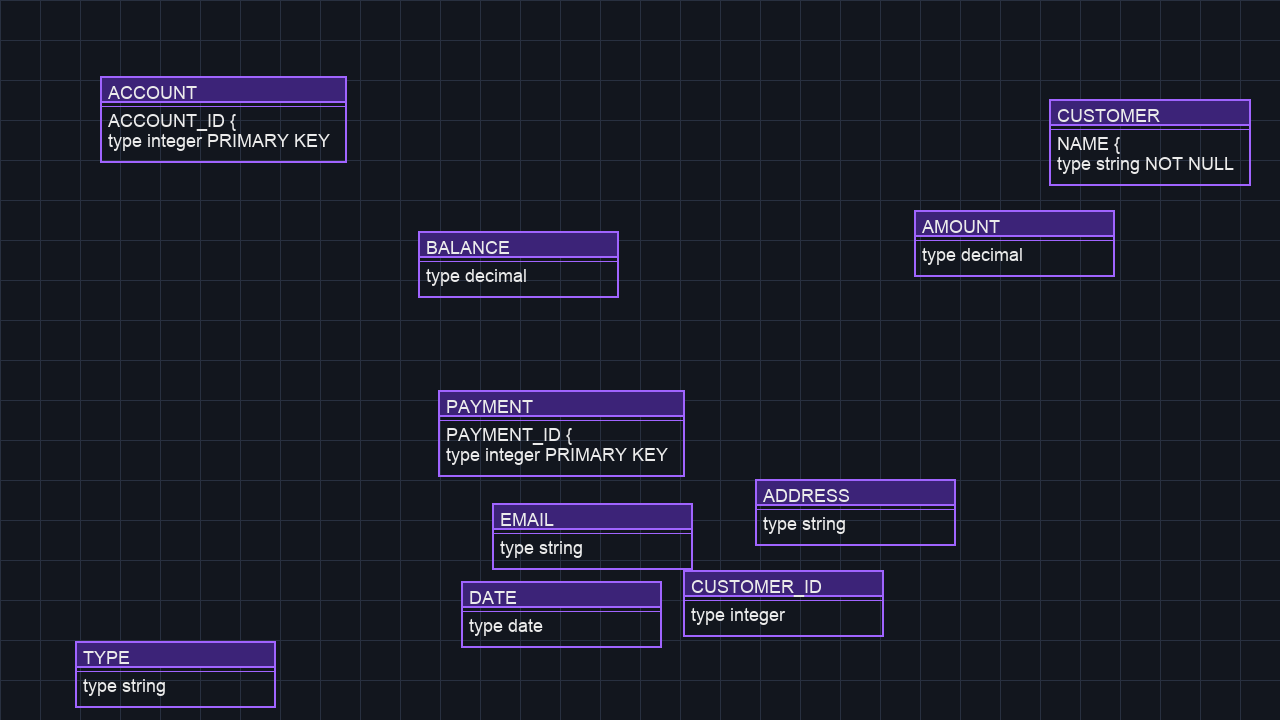 ACCOUNT
ACCOUNT_ID {
type integer PRIMARY KEY
CUSTOMER
NAME {
type string NOT NULL
AMOUNT
type decimal
BALANCE
type decimal
PAYMENT
PAYMENT_ID {
type integer PRIMARY KEY
ADDRESS
type string
EMAIL
type string
CUSTOMER_ID
type integer
DATE
type date
TYPE
type string